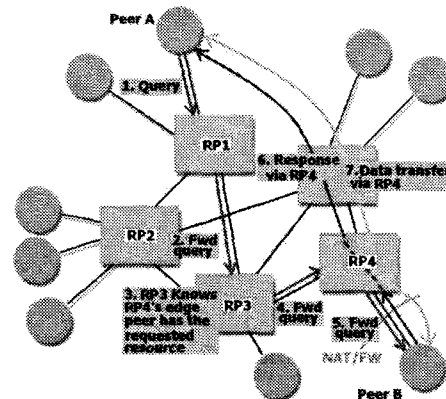 Peer A
1. Query
RP1
6. Response
via RP4
7. Data transfer
via RP4
RP2
2. Fwd
query
RP4
3. RP3 Knows
RP4's edge
peer has the
requested
resource
RP3
4. Fwd
query
5. Fwd
query
NAT/FW
Peer B